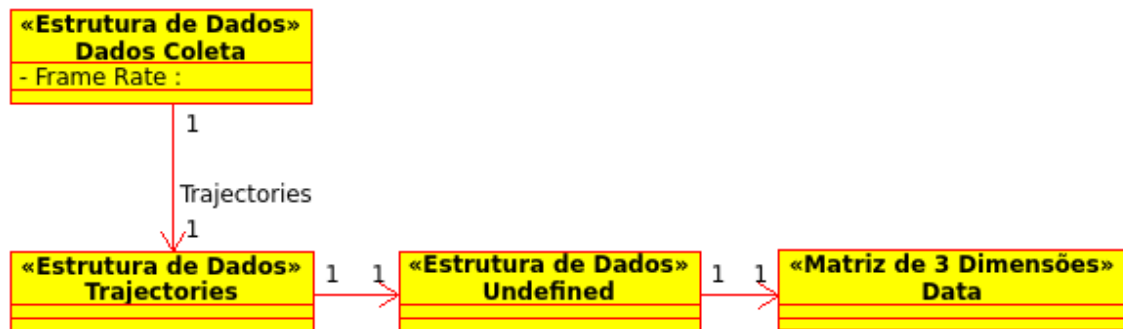 «Estrutura de Dados»
Dados Coleta
- Frame Rate :
1
Trajectories
1
«Estrutura de Dados»
Trajectories
1
1
«Estrutura de Dados»
Undefined
1
1
«Matriz de 3 Dimensões»
Data